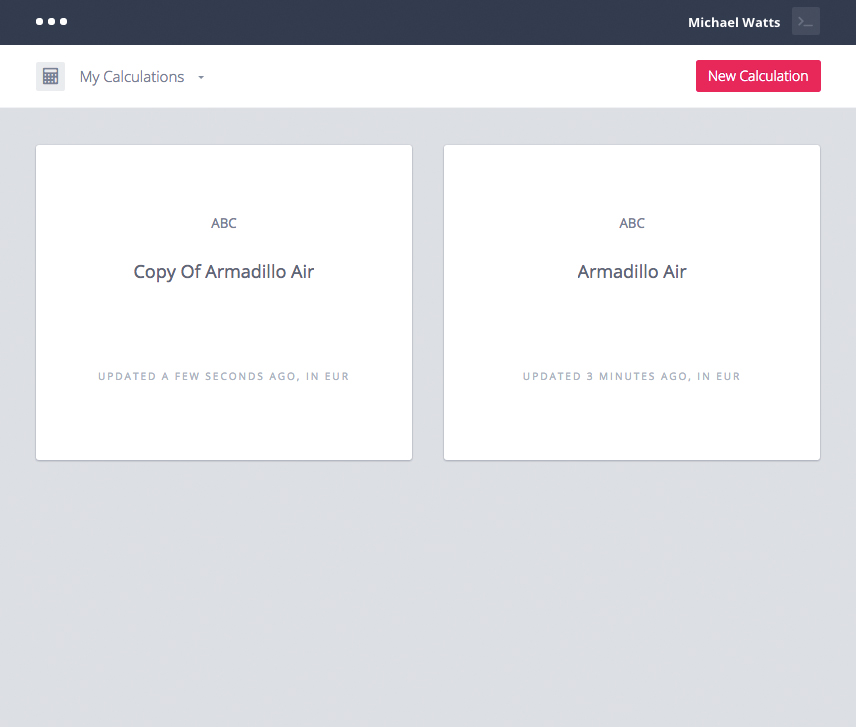 Michael Watts
My Calculations
New Calculation
ABC
Copy Of Armadillo Air
UPDATED A FEW SECONDS AGO, IN EUR
ABC
Armadillo Air
UPDATED 3 MINUTES AGO, IN EUR